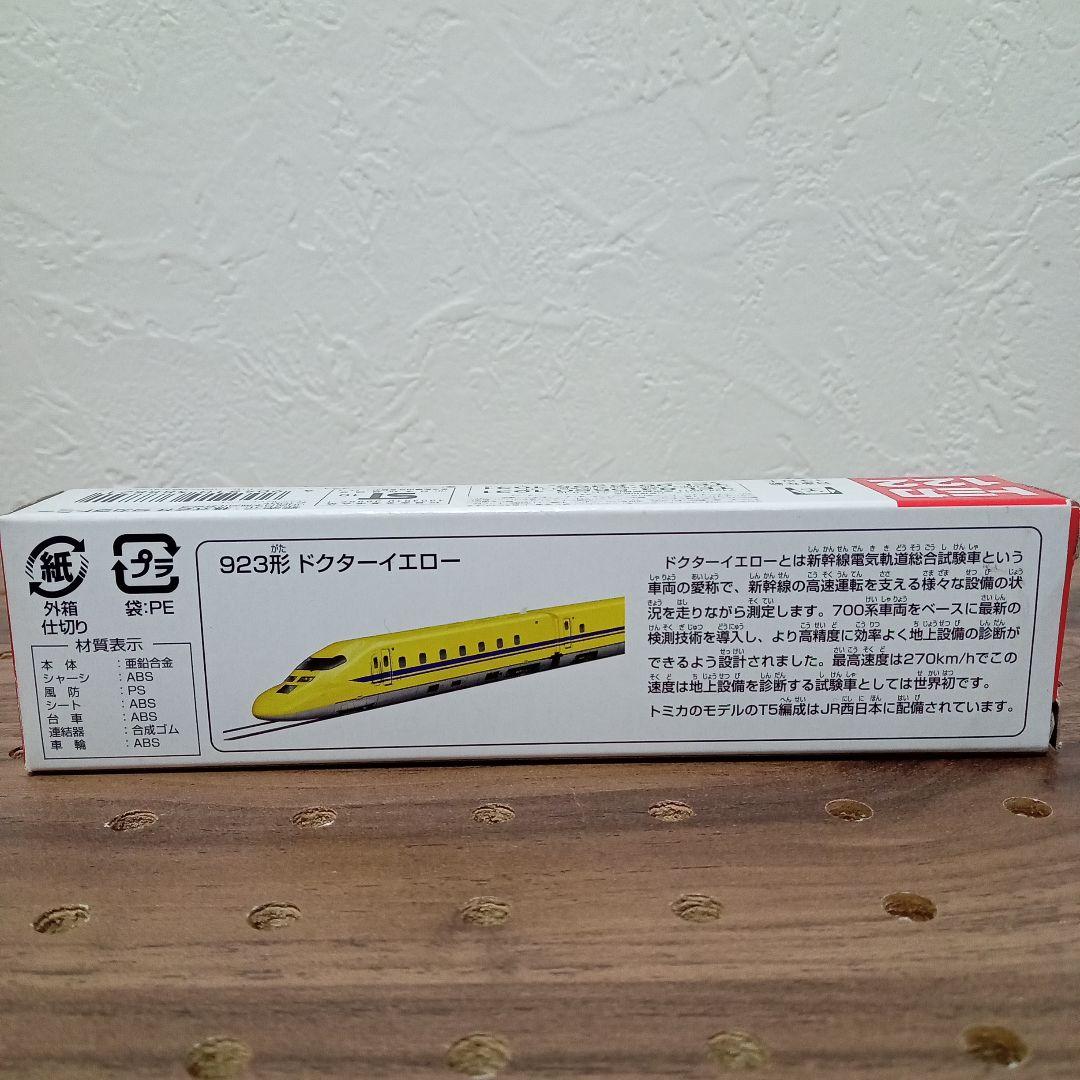 トミカ
ST
紙
外箱
仕切り
プラ
袋:PE
材質表示
本体:亜鉛合金
シャーシ:ABS
風防:PS
シート:ABS
台車:ABS
連結器:合成ゴム
車輪:ABS
923形 ドクターイエロー
がた
ドクターイエローとは新幹線電気軌道総合試験車という
車両の愛称で、新幹線の高速運転を支える様々な設備の状
況を走りながら測定します。700系車両をベースに最新の
検測技術を導入し、より高精度に効率よく地上設備の診断が
できるよう設計されました。最高速度は270km/hでこの
速度は地上設備を診断する試験車としては世界初です。
トミカのモデルのT5編成はJR西日本に配備されています。